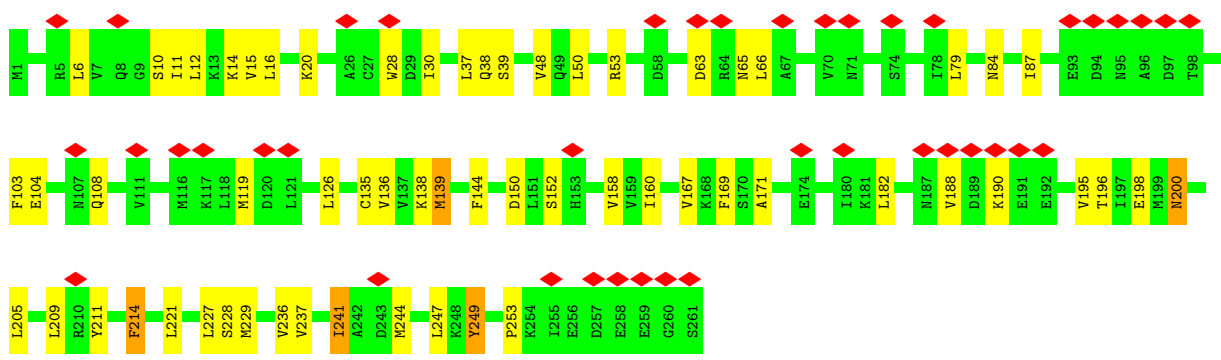 M1 R5 L6 V7 Q8 G9 S10 I11 L12 K13 K14 V15 L16 K20 A26 C27 W28 D29 I30 L37 Q38 S39 V48 Q49 L50 R53 D58 D63 R64 N65 L66 A67 V70 N71 S74 I78 L79 N84 I87 E93 D94 N95 A96 D97 T98
F103 E104 N107 Q108 V111 M116 K117 L118 M119 D120 L121 L126 C135 V136 V137 K138 M139 F144 D150 L151 S152 H153 V158 V159 I160 V167 K168 F169 S170 A171 E174 I180 K181 L182 N187 V188 D189 K190 E191 E192 V195 T196 I197 E198 M199 N200
L205 L209 R210 Y211 F214 L221 L227 S228 M229 V236 V237 I241 A242 D243 M244 L247 K248 Y249 P253 K254 I255 E256 D257 E258 E259 G260 S261